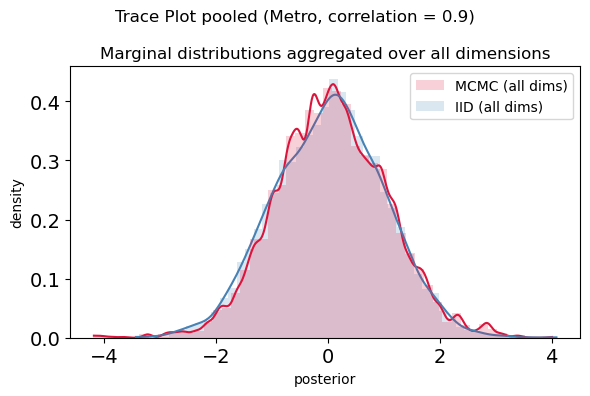 Trace Plot pooled (Metro, correlation = 0.9)
Marginal distributions aggregated over all dimensions
MCMC (all dims)
IID (all dims)
density
0.4
0.3
0.2
0.1
0.0
−4 −2 0 2 4
posterior